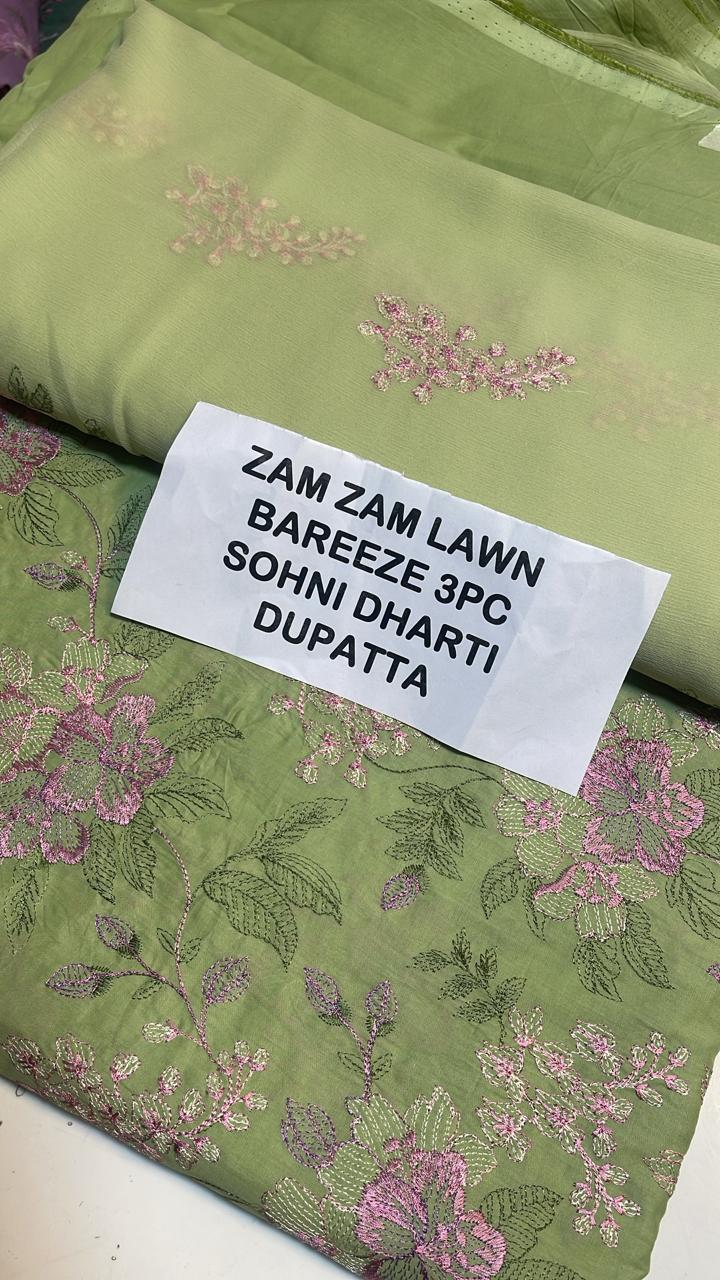 ZAM ZAM LAWN
BAREEZE 3PC
SOHNI DHARTI
DUPATTA